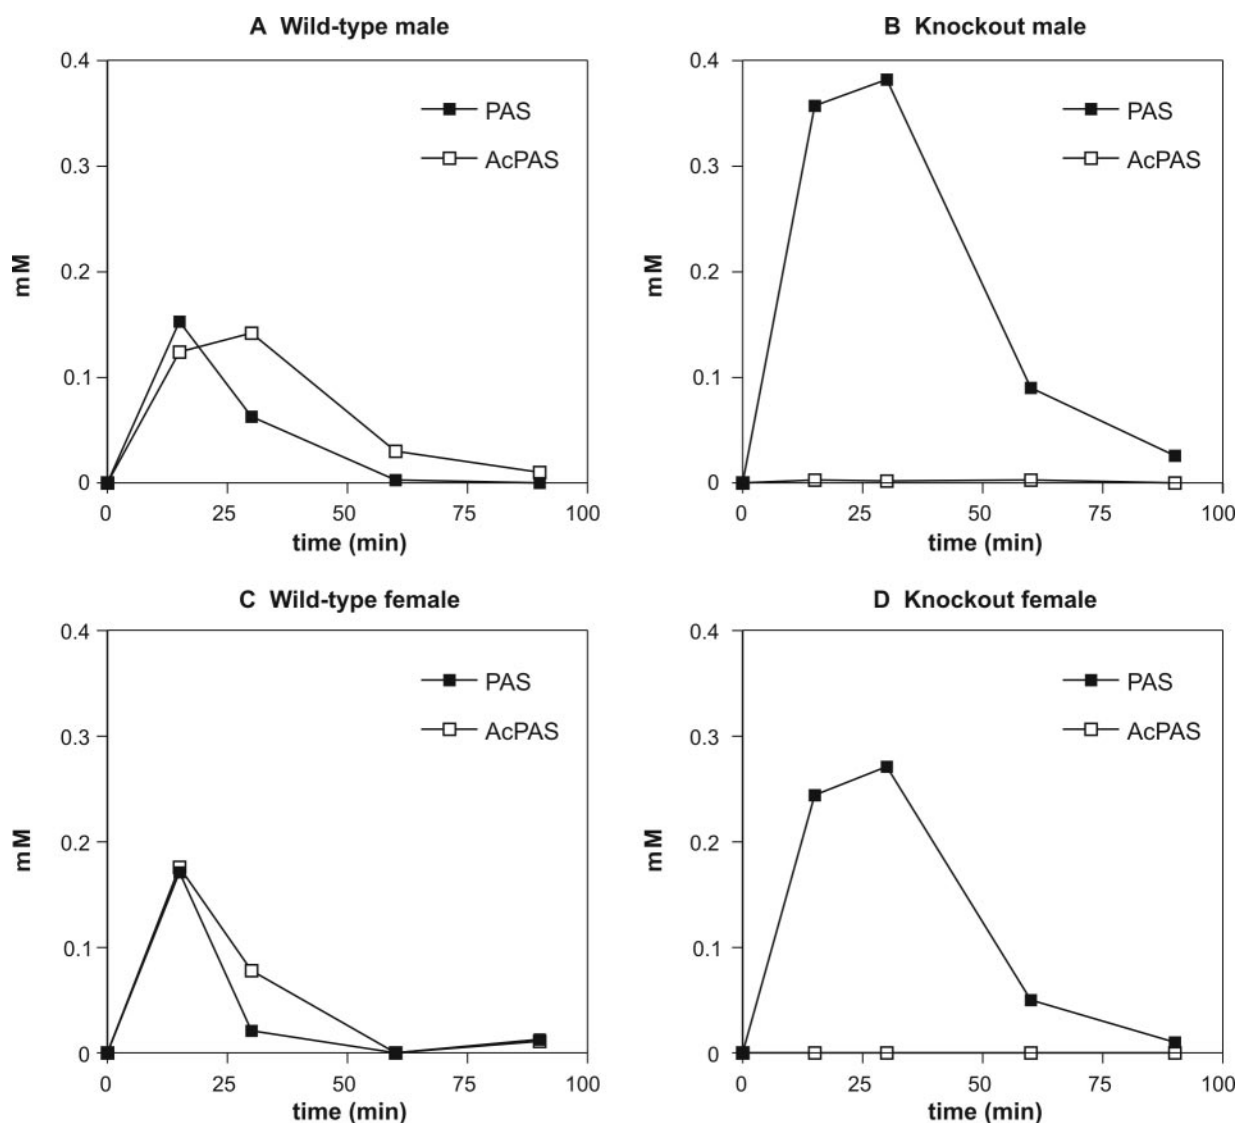 A Wild-type male
0.4
0.3
0.2
0.1
0
mM
PAS
AcPAS
0 25 50 75 100
time (min)
B Knockout male
0.4
0.3
0.2
0.1
0
mM
PAS
AcPAS
0 25 50 75 100
time (min)
C Wild-type female
0.4
0.3
0.2
0.1
0
mM
PAS
AcPAS
0 25 50 75 100
time (min)
D Knockout female
0.4
0.3
0.2
0.1
0
mM
PAS
AcPAS
0 25 50 75 100
time (min)